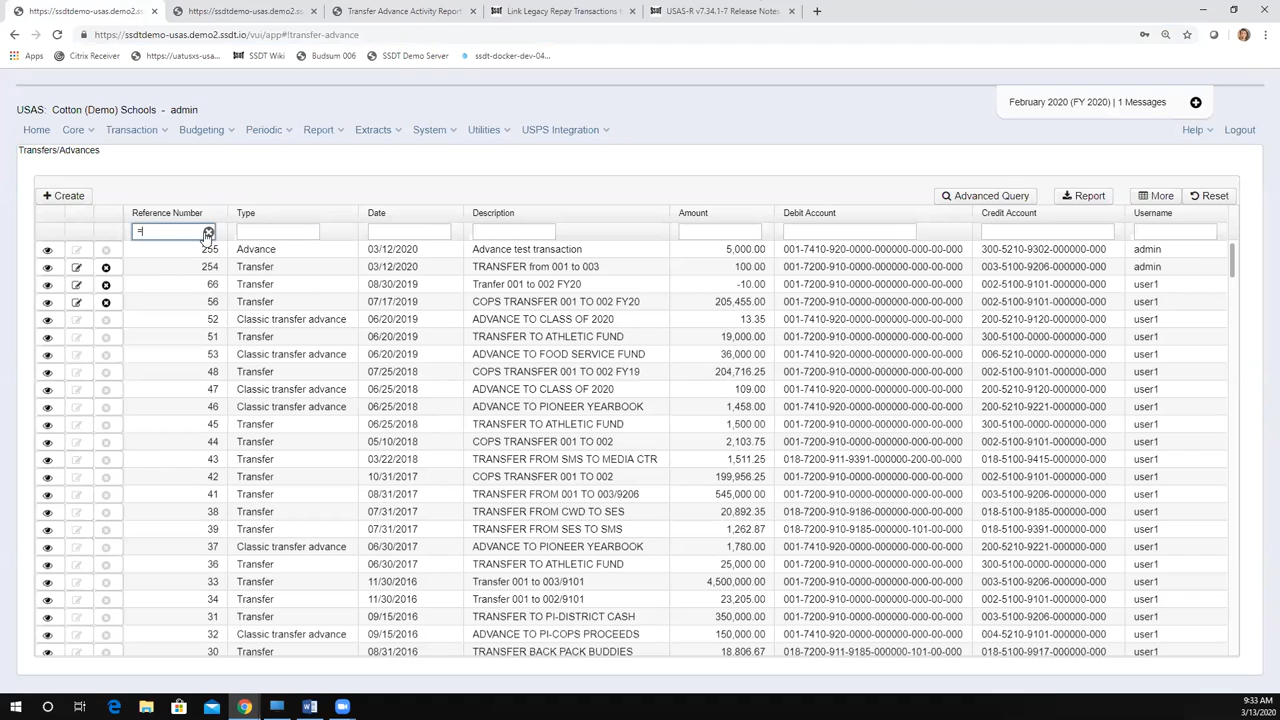 https://ssdtdemo-usas.demo2.ss... https://ssdtdemo-usas.demo2.ss... Transfer Advance Activity Report Link Legacy Repay Transactions t USAS-R v7.34.1-7 Release Notes
https://ssdtdemo-usas.demo2.ssdt.io/vui/app#!transfer-advance
Apps Citrix Receiver https://uatusxs-usa... SSDT Wiki Budsum 006 SSDT Demo Server ssdt-docker-dev-04...
February 2020 (FY 2020) | 1 Messages
USAS: Cotton (Demo) Schools - admin
Home Core Transaction Budgeting Periodic Report Extracts System Utilities USPS Integration Help Logout
Transfers/Advances
Create Advanced Query Report More Reset
Reference Number Type Date Description Amount Debit Account Credit Account Username
=
255 Advance 03/12/2020 Advance test transaction 5,000.00 001-7410-920-0000-000000-000-00-000 300-5210-9302-000000-000 admin
254 Transfer 03/12/2020 TRANSFER from 001 to 003 100.00 001-7200-910-0000-000000-000-00-000 003-5100-9206-000000-000 admin
66 Transfer 08/30/2019 Tranfer 001 to 002 FY20 -10.00 001-7200-910-0000-000000-000-00-000 002-5100-9101-000000-000 user1
56 Transfer 07/17/2019 COPS TRANSFER 001 TO 002 FY20 205,455.00 001-7200-910-0000-000000-000-00-000 002-5100-9101-000000-000 user1
52 Classic transfer advance 06/20/2019 ADVANCE TO CLASS OF 2020 13.35 001-7410-920-0000-000000-000-00-000 200-5210-9120-000000-000 user1
51 Transfer 06/20/2019 TRANSFER TO ATHLETIC FUND 19,000.00 001-7200-910-0000-000000-000-00-000 300-5100-0000-000000-000 user1
53 Classic transfer advance 06/20/2019 ADVANCE TO FOOD SERVICE FUND 36,000.00 001-7410-920-0000-000000-000-00-000 006-5210-0000-000000-000 user1
48 Transfer 07/25/2018 COPS TRANSFER 001 TO 002 FY19 204,716.25 001-7200-910-0000-000000-000-00-000 002-5100-9101-000000-000 user1
47 Classic transfer advance 06/25/2018 ADVANCE TO CLASS OF 2020 109.00 001-7410-920-0000-000000-000-00-000 200-5210-9120-000000-000 user1
46 Classic transfer advance 06/25/2018 ADVANCE TO PIONEER YEARBOOK 1,458.00 001-7410-920-0000-000000-000-00-000 200-5210-9221-000000-000 user1
45 Transfer 06/25/2018 TRANSFER TO ATHLETIC FUND 1,500.00 001-7200-910-0000-000000-000-00-000 300-5100-0000-000000-000 user1
44 Transfer 05/10/2018 COPS TRANSFER 001 TO 002 2,103.75 001-7200-910-0000-000000-000-00-000 002-5100-9101-000000-000 user1
43 Transfer 03/22/2018 TRANSFER FROM SMS TO MEDIA CTR 1,511.25 018-7200-911-9391-000000-200-00-000 018-5100-9415-000000-000 user1
42 Transfer 10/31/2017 COPS TRANSFER 001 TO 002 199,956.25 001-7200-910-0000-000000-000-00-000 002-5100-9101-000000-000 user1
41 Transfer 08/31/2017 TRANSFER FROM 001 TO 003/9206 545,000.00 001-7200-910-0000-000000-000-00-000 003-5100-9206-000000-000 user1
38 Transfer 07/31/2017 TRANSFER FROM CWD TO SES 20,892.35 018-7200-910-9186-000000-000-00-000 018-5100-9185-000000-000 user1
39 Transfer 07/31/2017 TRANSFER FROM SES TO SMS 1,262.87 018-7200-910-9185-000000-101-00-000 018-5100-9391-000000-000 user1
37 Classic transfer advance 06/30/2017 ADVANCE TO PIONEER YEARBOOK 1,780.00 001-7410-920-0000-000000-000-00-000 200-5210-9221-000000-000 user1
36 Transfer 06/30/2017 TRANSFER TO ATHLETIC FUND 25,000.00 001-7200-910-0000-000000-000-00-000 300-5100-0000-000000-000 user1
33 Transfer 11/30/2016 Transfer 001 to 003/9101 4,500,000.00 001-7200-910-0000-000000-000-00-000 003-5100-9206-000000-000 user1
34 Transfer 11/30/2016 Transfer 001 to 002/9101 23,205.00 001-7200-910-0000-000000-000-00-000 002-5100-9101-000000-000 user1
31 Transfer 09/15/2016 TRANSFER TO PI-DISTRICT CASH 350,000.00 001-7200-910-0000-000000-000-00-000 003-5100-9206-000000-000 user1
32 Classic transfer advance 09/15/2016 ADVANCE TO PI-COPS PROCEEDS 150,000.00 001-7410-920-0000-000000-000-00-000 004-5210-9101-000000-000 user1
30 Transfer 08/31/2016 TRANSFER BACK PACK BUDDIES 18,806.67 018-7200-911-9185-000000-101-00-000 018-5100-9917-000000-000 user1
9:33 AM
3/13/2020